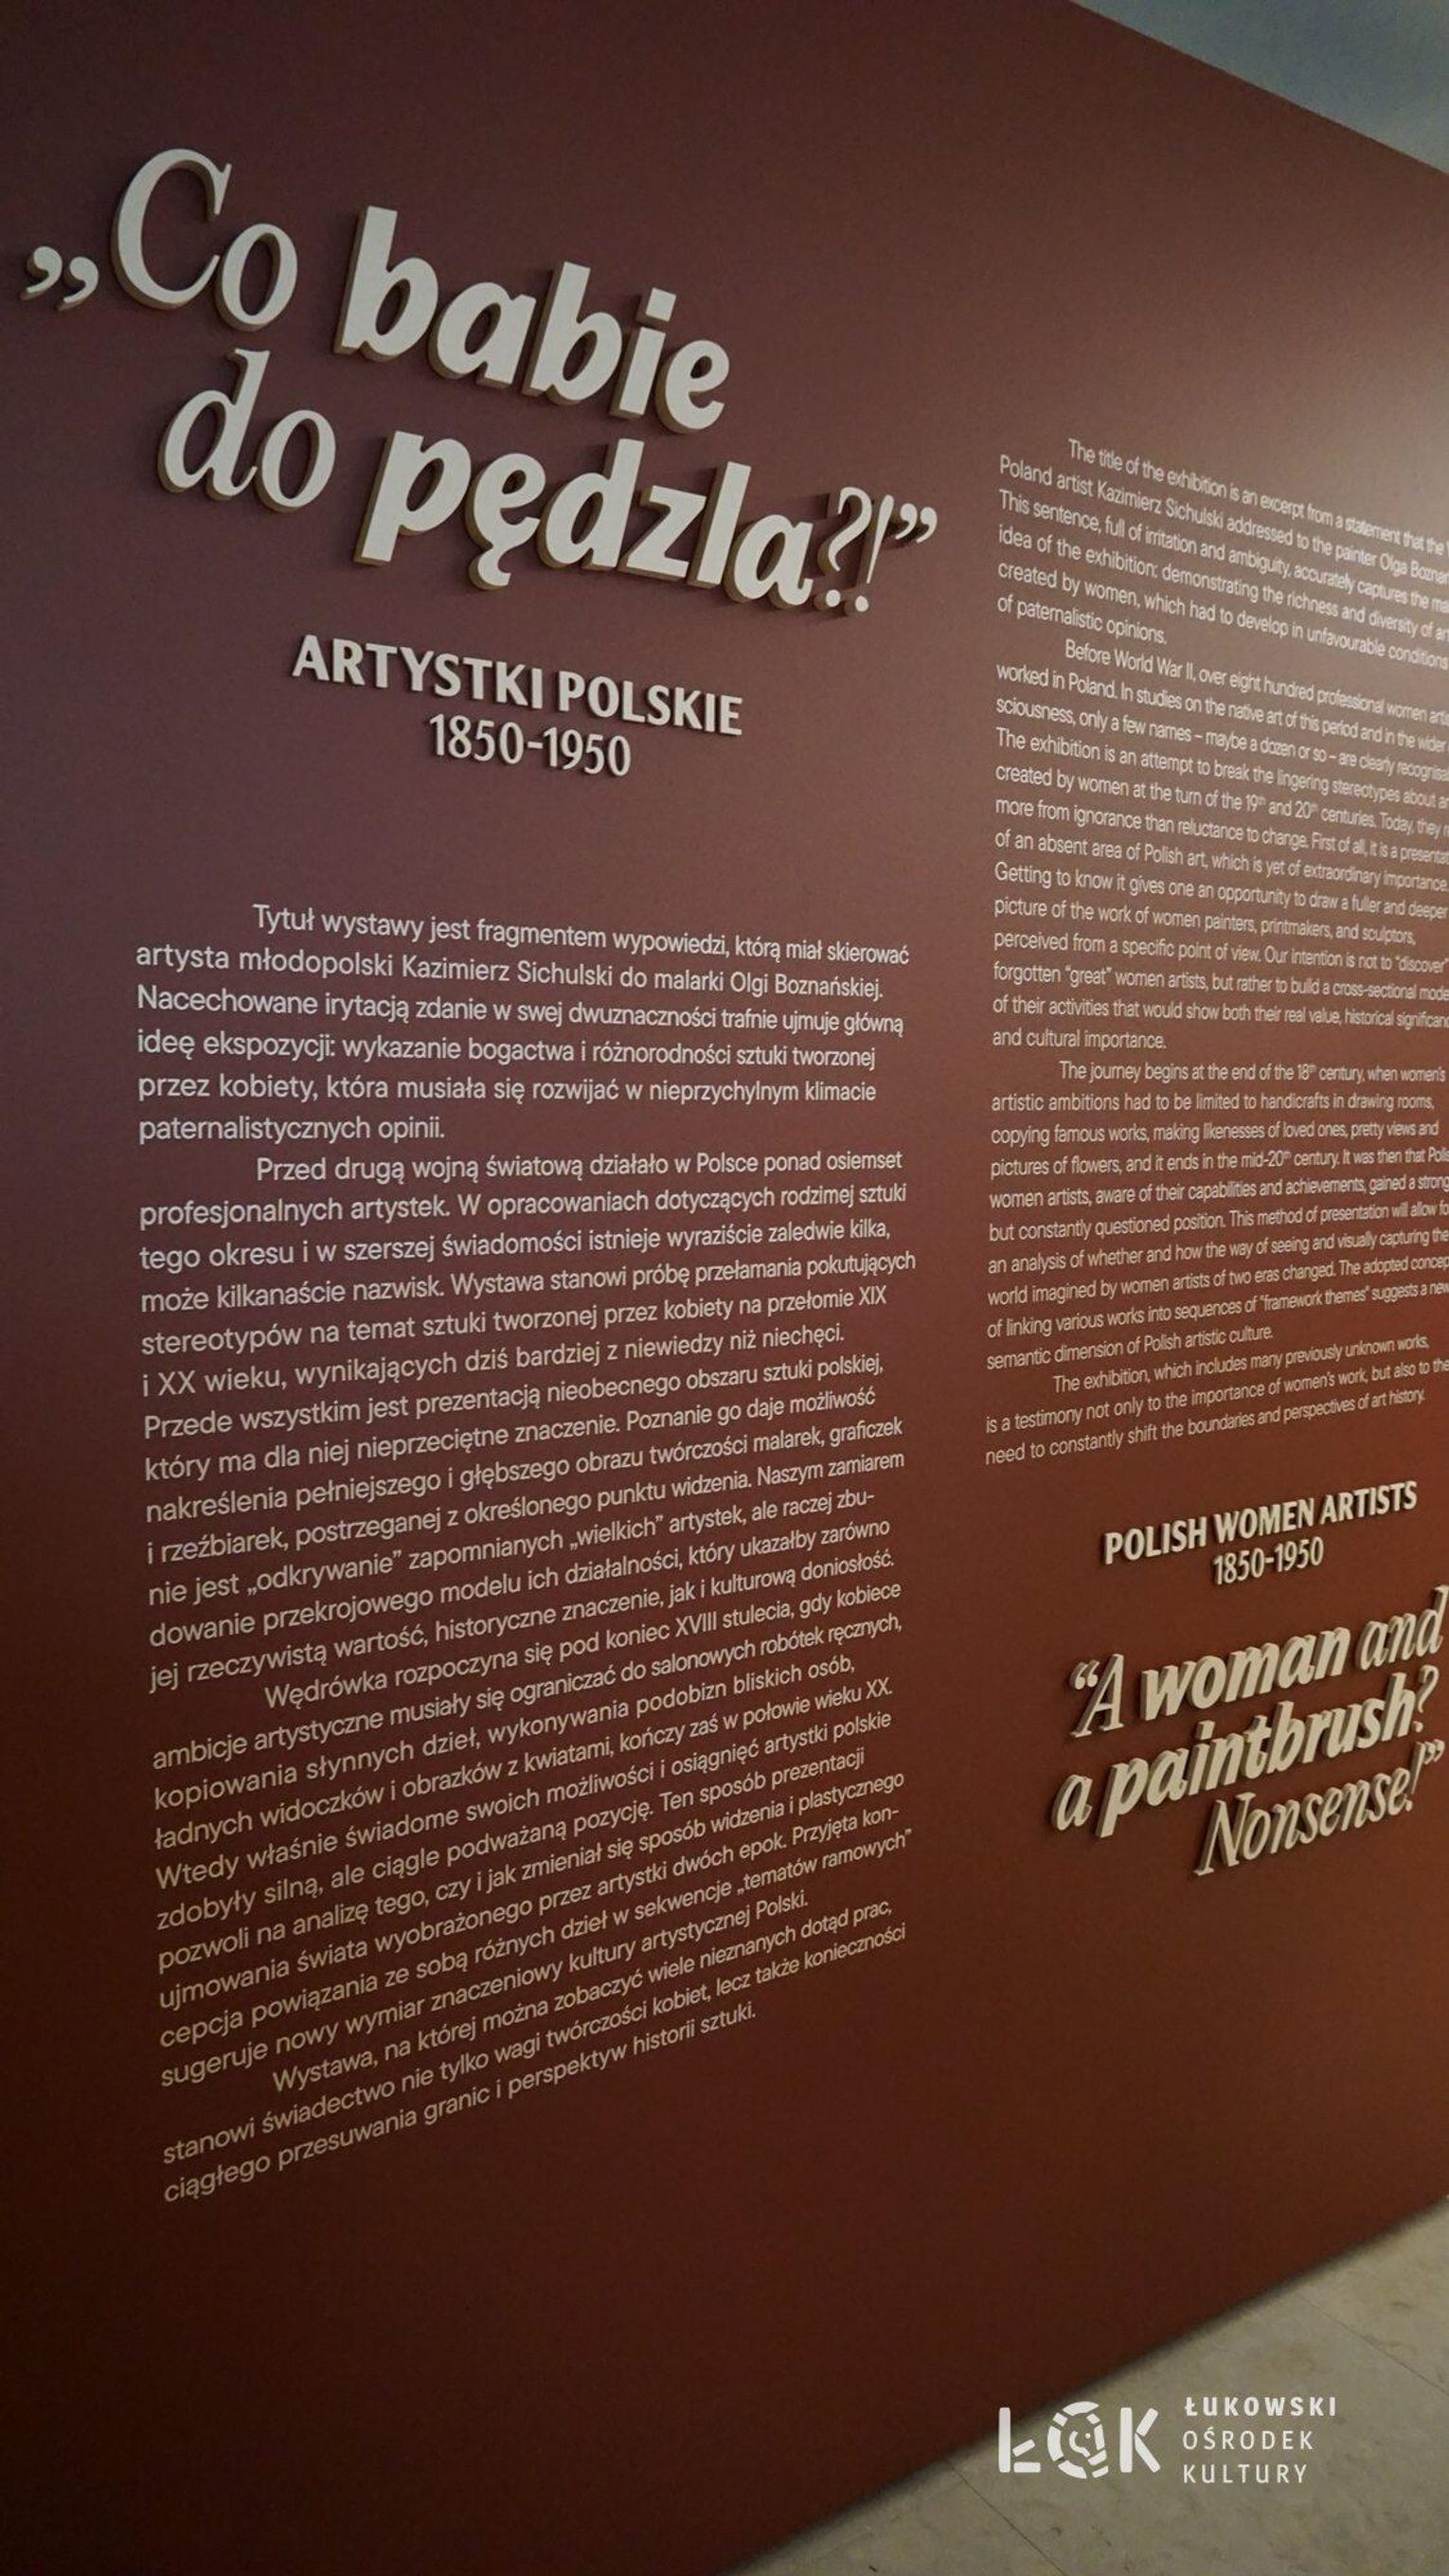 „Co babie
do pędzla?!”
ARTYSTKI POLSKIE
1850-1950
Tytuł wystawy jest fragmentem wypowiedzi, którą miał skierować
artysta młodopolski Kazimierz Sichulski do malarki Olgi Boznańskiej.
Nacechowane irytacją zdanie w swej dwuznaczności trafnie ujmuje główną
ideę ekspozycji: wykazanie bogactwa i różnorodności sztuki tworzonej
przez kobiety, która musiała się rozwijać w nieprzychylnym klimacie
paternalistycznych opinii.
Przed drugą wojną światową działało w Polsce ponad osiemset
profesjonalnych artystek. W opracowaniach dotyczących rodzimej sztuki
tego okresu i w szerszej świadomości istnieje wyraziście zaledwie kilka,
może kilkanaście nazwisk. Wystawa stanowi próbę przełamania pokutujących
stereotypów na temat sztuki tworzonej przez kobiety na przełomie XIX
i XX wieku, wynikających dziś bardziej z niewiedzy niż niechęci.
Przede wszystkim jest prezentacją nieobecnego obszaru sztuki polskiej,
który ma dla niej nieprzeciętne znaczenie. Poznanie go daje możliwość
nakreślenia pełniejszego i głębszego obrazu twórczości malarek, graficzek
i rzeźbiarek, postrzeganej z określonego punktu widzenia. Naszym zamiarem
nie jest „odkrywanie” zapomnianych „wielkich” artystek, ale raczej zbu-
dowanie przekrojowego modelu ich działalności, który ukazałby zarówno
jej rzeczywistą wartość, historyczne znaczenie, jak i kulturową doniosłość.
Wędrówka rozpoczyna się pod koniec XVIII stulecia, gdy kobiece
ambicje artystyczne musiały się ograniczać do salonowych robótek ręcznych,
kopiowania słynnych dzieł, wykonywania podobizn bliskich osób,
ładnych widoczków i obrazków z kwiatami, kończy zaś w połowie wieku XX.
Wtedy właśnie świadome swoich możliwości i osiągnięć artystki polskie
zdobyły silną, ale ciągle podważaną pozycję. Ten sposób prezentacji
pozwoli na analizę tego, czy i jak zmieniał się sposób widzenia i plastycznego
ujmowania świata wyobrażonego przez artystki dwóch epok. Przyjęta kon-
cepcja powiązania ze sobą różnych dzieł w sekwencje „tematów ramowych”
sugeruje nowy wymiar znaczeniowy kultury artystycznej Polski.
Wystawa, na której można zobaczyć wiele nieznanych dotąd prac,
stanowi świadectwo nie tylko wagi twórczości kobiet, lecz także konieczności
ciągłego przesuwania granic i perspektyw historii sztuki.
The title of the exhibition is an excerpt from a statement that the
Poland artist Kazimierz Sichulski addressed to the painter Olga
This sentence, full of irritation and ambiguity, accurately captures the
idea of the exhibition: demonstrating the richness and diversity of
created by women, which had to develop in unfavourable conditions
of paternalistic opinions.
Before World War II, over eight hundred professional women
worked in Poland. In studies on the native art of this period and in the wider
sciousness, only a few names – maybe a dozen or so – are clearly
The exhibition is an attempt to break the lingering stereotypes about
created by women at the turn of the 19th and 20th centuries. Today, they
more from ignorance than reluctance to change. First of all, it is a
of an absent area of Polish art, which is yet of extraordinary importance.
Getting to know it gives one an opportunity to draw a fuller and deeper
picture of the work of women painters, printmakers, and sculptors,
perceived from a specific point of view. Our intention is not to “discover”
forgotten “great” women artists, but rather to build a cross-sectional
of their activities that would show both their real value, historical
and cultural importance.
The journey begins at the end of the 18th century, when women's
artistic ambitions had to be limited to handicrafts in drawing rooms,
copying famous works, making likenesses of loved ones, pretty views and
pictures of flowers, and it ends in the mid-20th century. It was then that
women artists, aware of their capabilities and achievements, gained a strong
but constantly questioned position. This method of presentation will allow
an analysis of whether and how the way of seeing and visually capturing the
world imagined by women artists of two eras changed. The adopted
of linking various works into sequences of “framework themes” suggests a new
semantic dimension of Polish artistic culture.
The exhibition, which includes many previously unknown works,
is a testimony not only to the importance of women's work, but also to the
need to constantly shift the boundaries and perspectives of art history.
POLISH WOMEN ARTISTS
1850-1950
“A woman and
a paintbrush?
Nonsense!”
ŁOK
ŁUKOWSKI
OŚRODEK
KULTURY